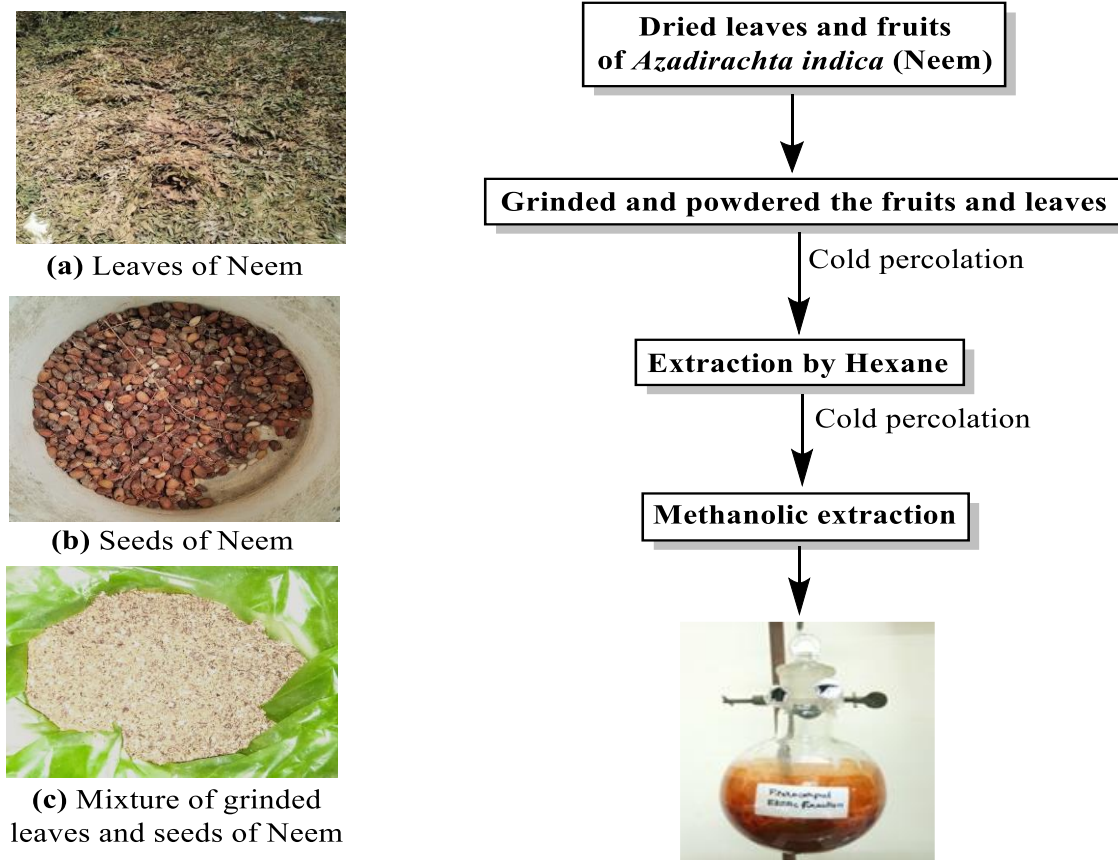 (a) Leaves of Neem
(b) Seeds of Neem
(c) Mixture of grinded
leaves and seeds of Neem
Dried leaves and fruits
of Azadirachta indica (Neem)
Grinded and powdered the fruits and leaves
Cold percolation
Extraction by Hexane
Cold percolation
Methanolic extraction